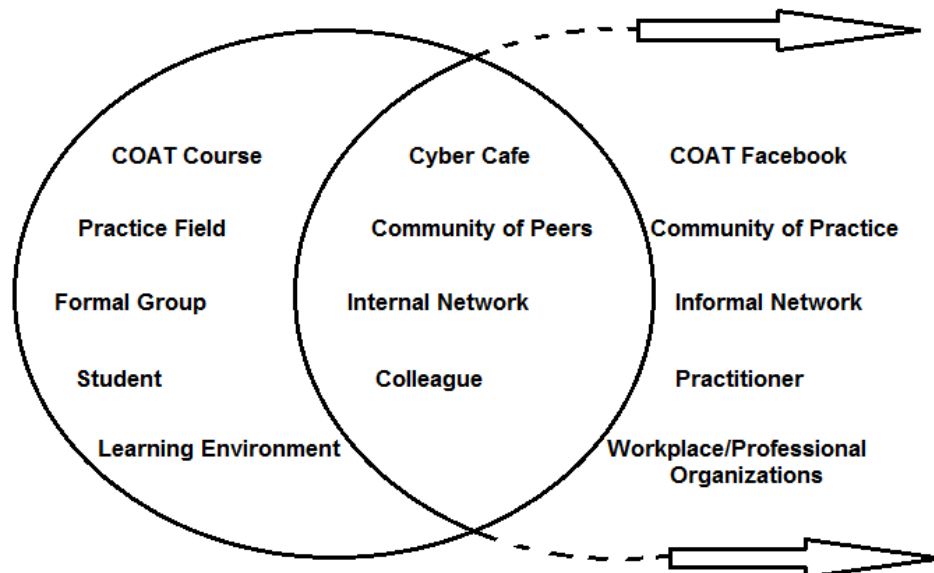 COAT Course Cyber Cafe COAT Facebook
Practice Field Community of Peers Community of Practice
Formal Group Internal Network Informal Network
Student Colleague Practitioner
Learning Environment Workplace/Professional
Organizations